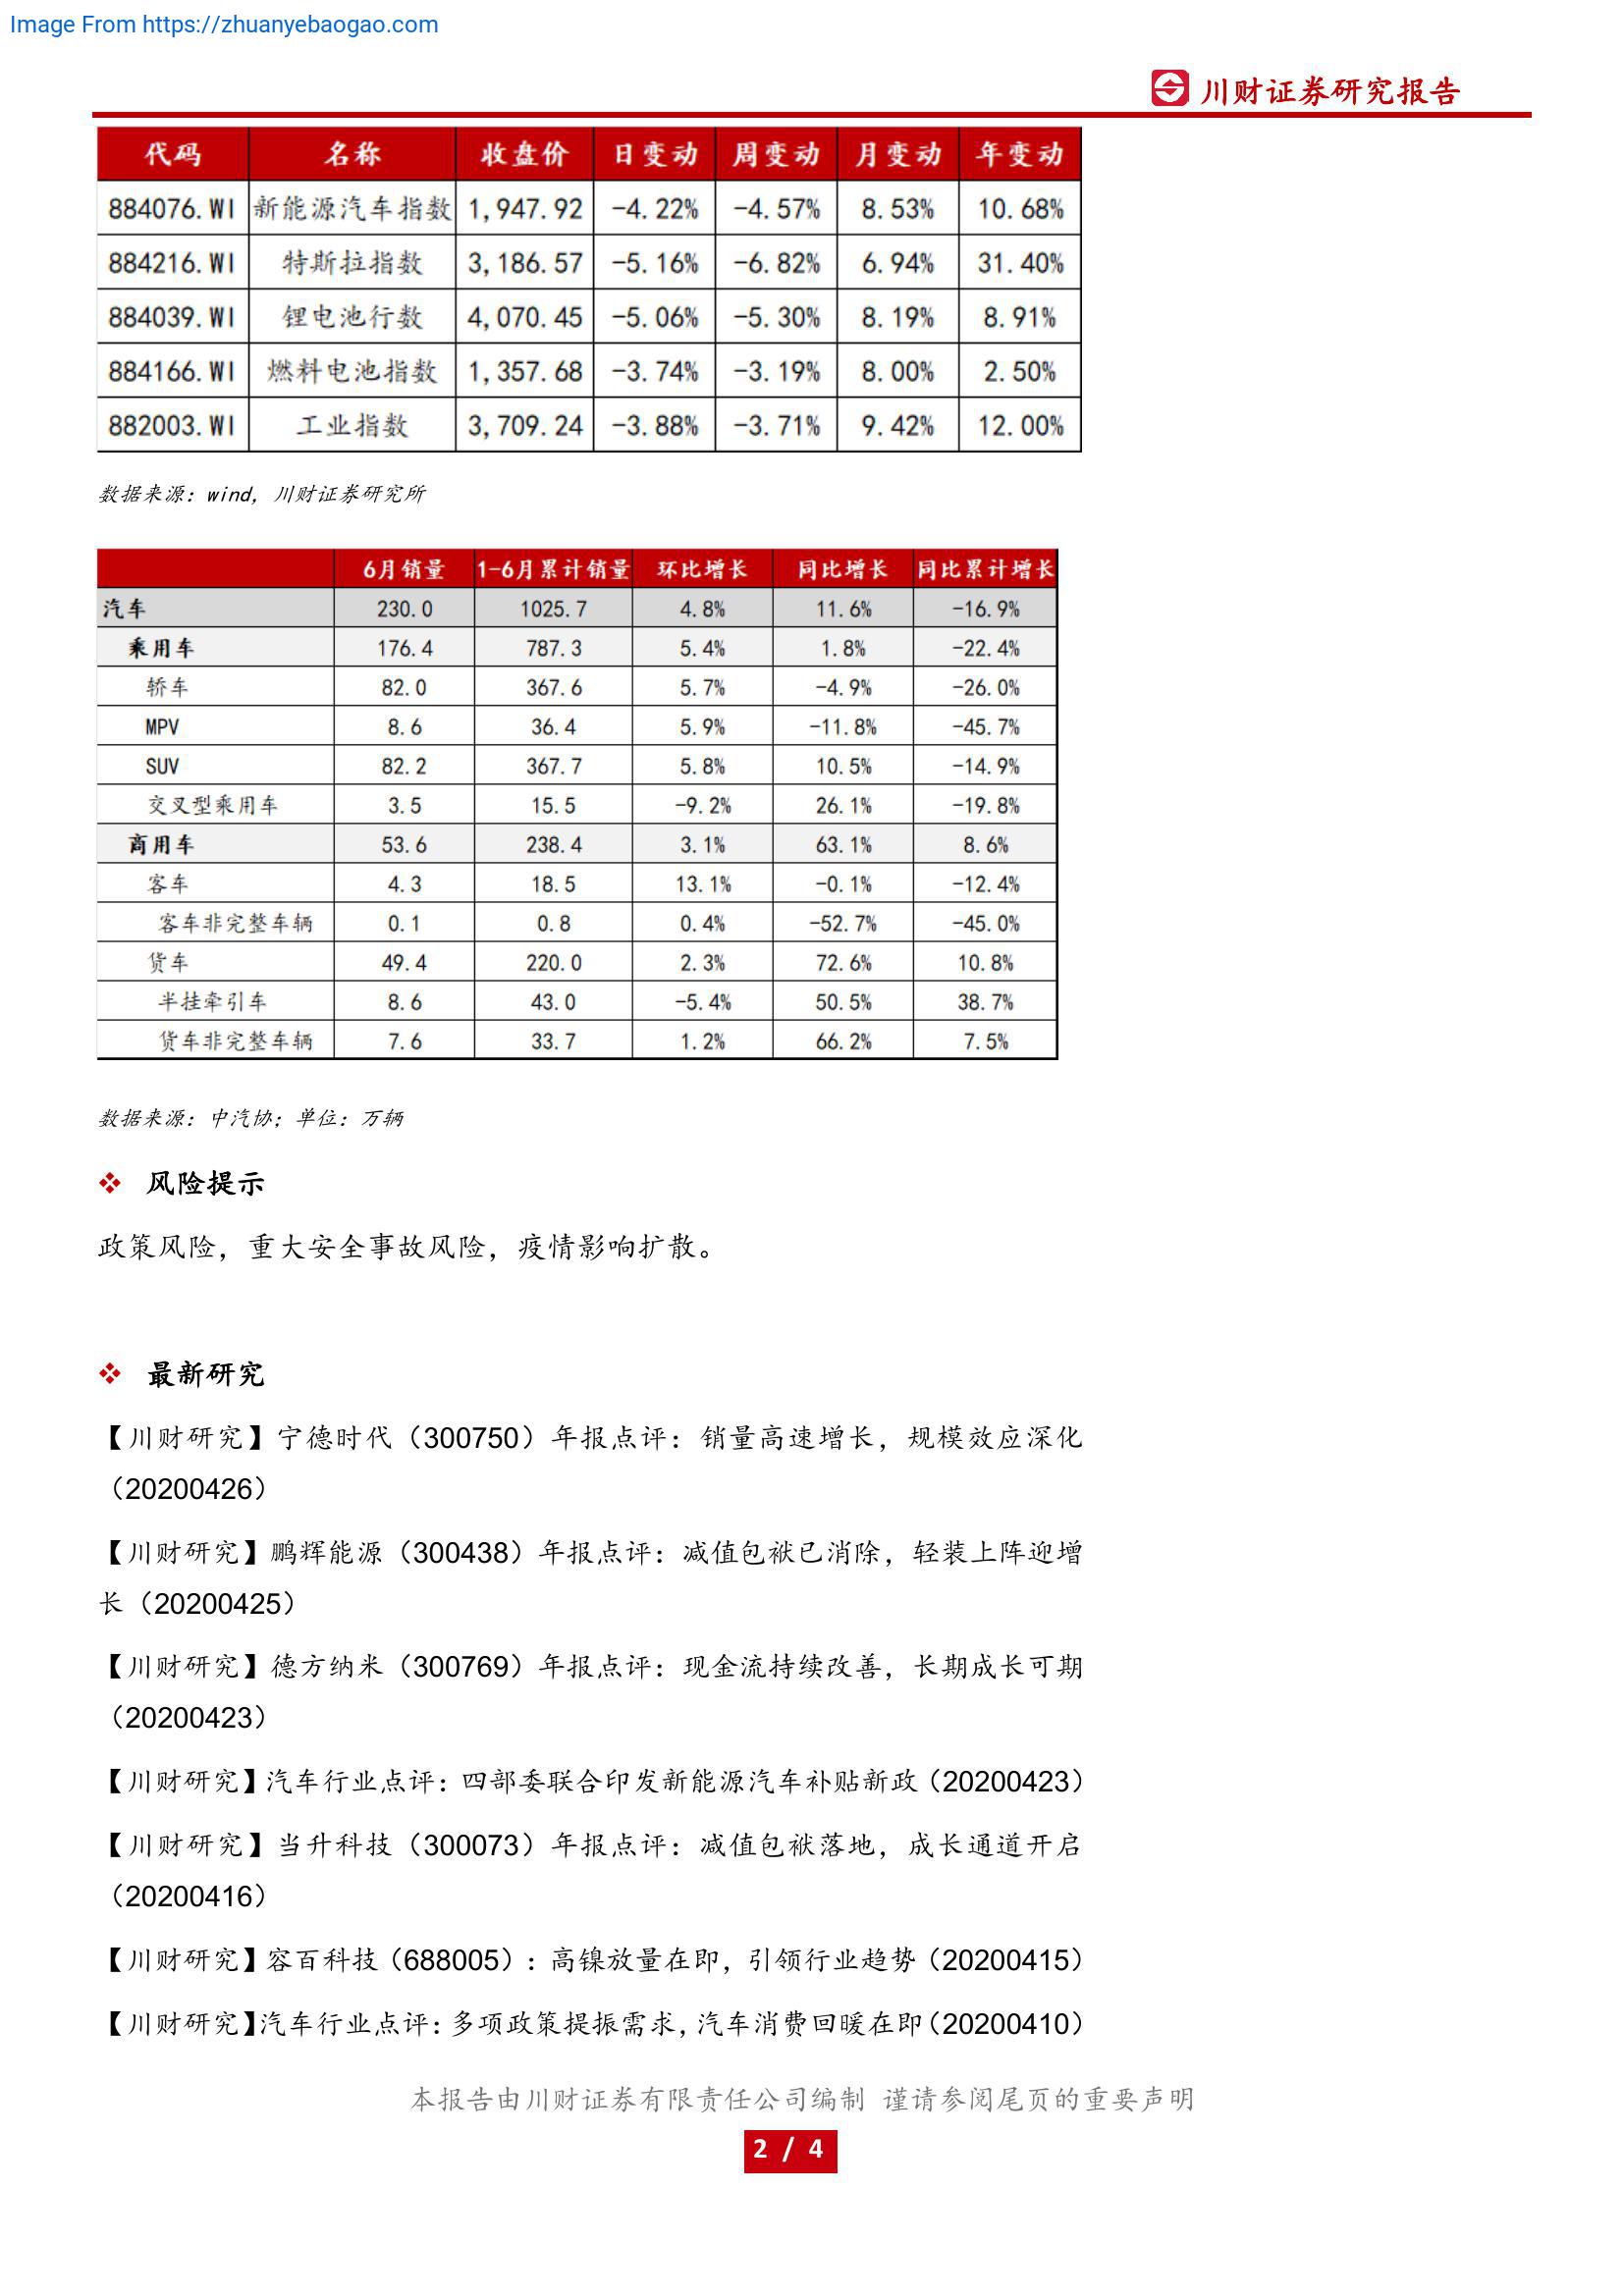 Image From https://zhuanyebaogao.com
川财证券研究报告
代码 名称 收盘价 日变动 周变动 月变动 年变动
884076.WI 新能源汽车指数 1,947.92 -4.22% -4.57% 8.53% 10.68%
884216.WI 特斯拉指数 3,186.57 -5.16% -6.82% 6.94% 31.40%
884039.WI 锂电池行数 4,070.45 -5.06% -5.30% 8.19% 8.91%
884166.WI 燃料电池指数 1,357.68 -3.74% -3.19% 8.00% 2.50%
882003.WI 工业指数 3,709.24 -3.88% -3.71% 9.42% 12.00%
数据来源：wind，川财证券研究所
6月销量 1-6月累计销量 环比增长 同比增长 同比累计增长
汽车 230.0 1025.7 4.8% 11.6% -16.9%
乘用车 176.4 787.3 5.4% 1.8% -22.4%
轿车 82.0 367.6 5.7% -4.9% -26.0%
MPV 8.6 36.4 5.9% -11.8% -45.7%
SUV 82.2 367.7 5.8% 10.5% -14.9%
交叉型乘用车 3.5 15.5 -9.2% 26.1% -19.8%
商用车 53.6 238.4 3.1% 63.1% 8.6%
客车 4.3 18.5 13.1% -0.1% -12.4%
客车非完整车辆 0.1 0.8 0.4% -52.7% -45.0%
货车 49.4 220.0 2.3% 72.6% 10.8%
半挂牵引车 8.6 43.0 -5.4% 50.5% 38.7%
货车非完整车辆 7.6 33.7 1.2% 66.2% 7.5%
数据来源：中汽协；单位：万辆
❖ 风险提示
政策风险，重大安全事故风险，疫情影响扩散。
❖ 最新研究
【川财研究】宁德时代（300750）年报点评：销量高速增长，规模效应深化
（20200426）
【川财研究】鹏辉能源（300438）年报点评：减值包袱已消除，轻装上阵迎增
长（20200425）
【川财研究】德方纳米（300769）年报点评：现金流持续改善，长期成长可期
（20200423）
【川财研究】汽车行业点评：四部委联合印发新能源汽车补贴新政（20200423）
【川财研究】当升科技（300073）年报点评：减值包袱落地，成长通道开启
（20200416）
【川财研究】容百科技（688005）：高镍放量在即，引领行业趋势（20200415）
【川财研究】汽车行业点评：多项政策提振需求，汽车消费回暖在即（20200410）
本报告由川财证券有限责任公司编制 谨请参阅尾页的重要声明
2 / 4